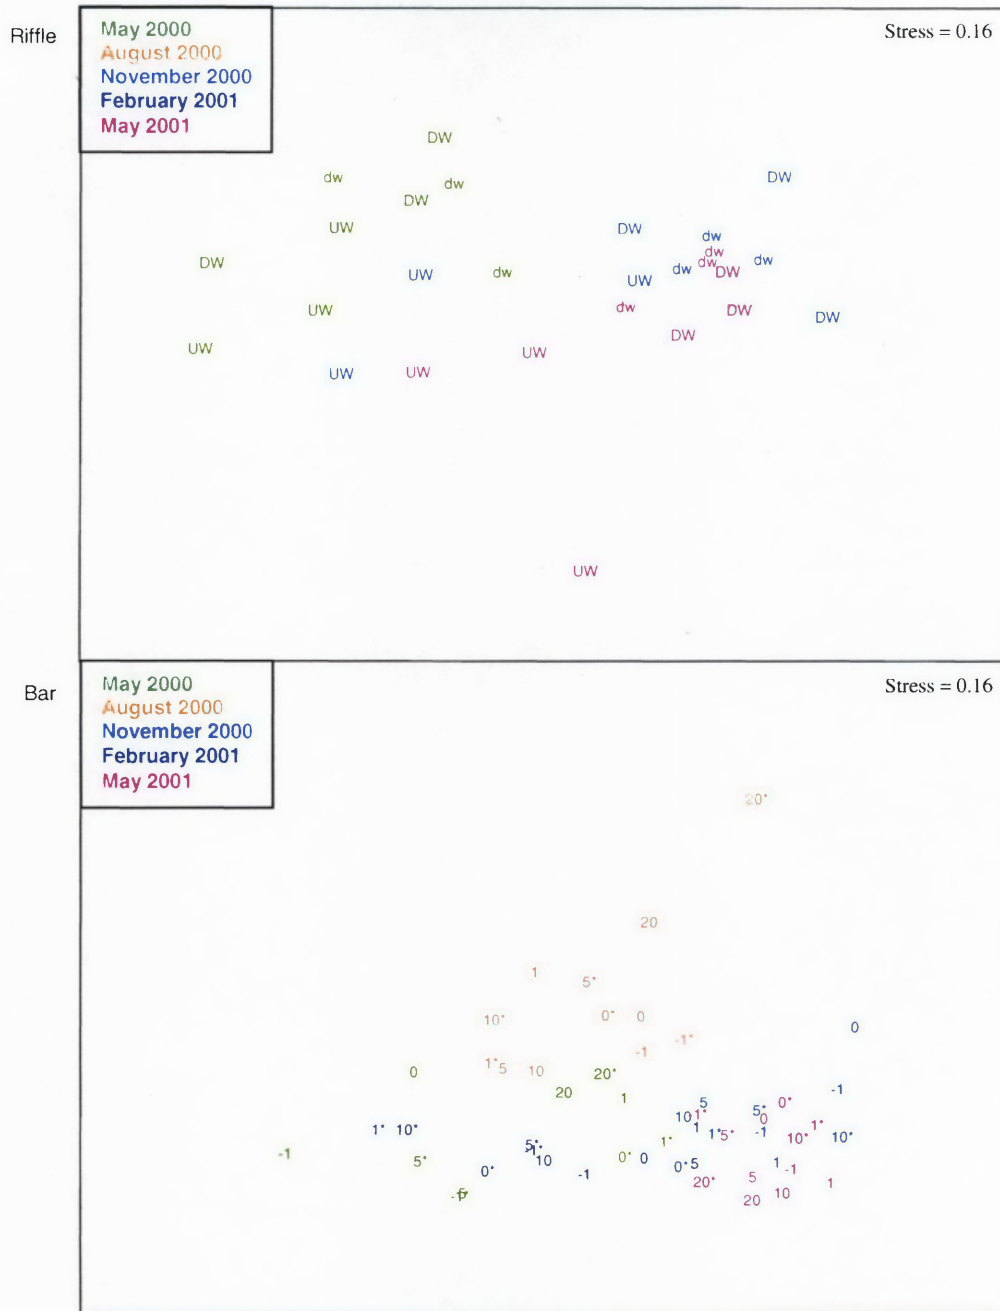 Riffle
May 2000
August 2000
November 2000
February 2001
May 2001
Stress = 0.16
DW
dw
dw
DW
DW
UW
DW
dw
DW
UW
dw
dw
dw
dw
DW
UW
dw
UW
dw
DW
DW
DW
UW
UW
UW
UW
UW
DW
UW
Bar
May 2000
August 2000
November 2000
February 2001
May 2001
Stress = 0.16
20*
20
1
5*
10*
0*
0
0
-1*
-1
1*
5
10
0
20*
20
1
-1
5
0*
5*
0
10
1*
1
1*
5*
-1
10*
1*
10*
1*
10*
1*
5*
10
-1
5*
0*
-1
0*
0
0*
5
1
-1
20*
5
1
20
10